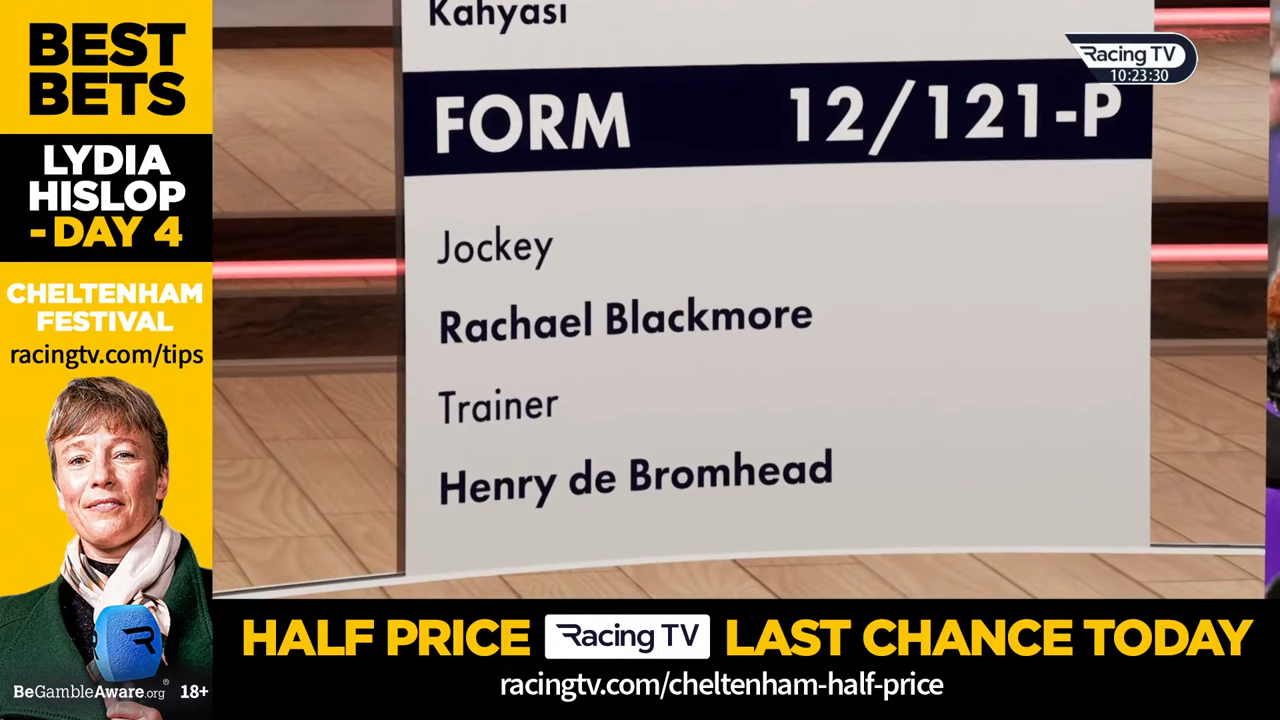 BEST
BETS
LYDIA
HISLOP
- DAY 4
CHELTENHAM
FESTIVAL
racingtv.com/tips
BeGambleAware.org ® 18+
Kahyasi
FORM 12/121-P
Jockey
Rachael Blackmore
Trainer
Henry de Bromhead
Racing TV
10:23:30
HALF PRICE Racing TV LAST CHANCE TODAY
racingtv.com/cheltenham-half-price